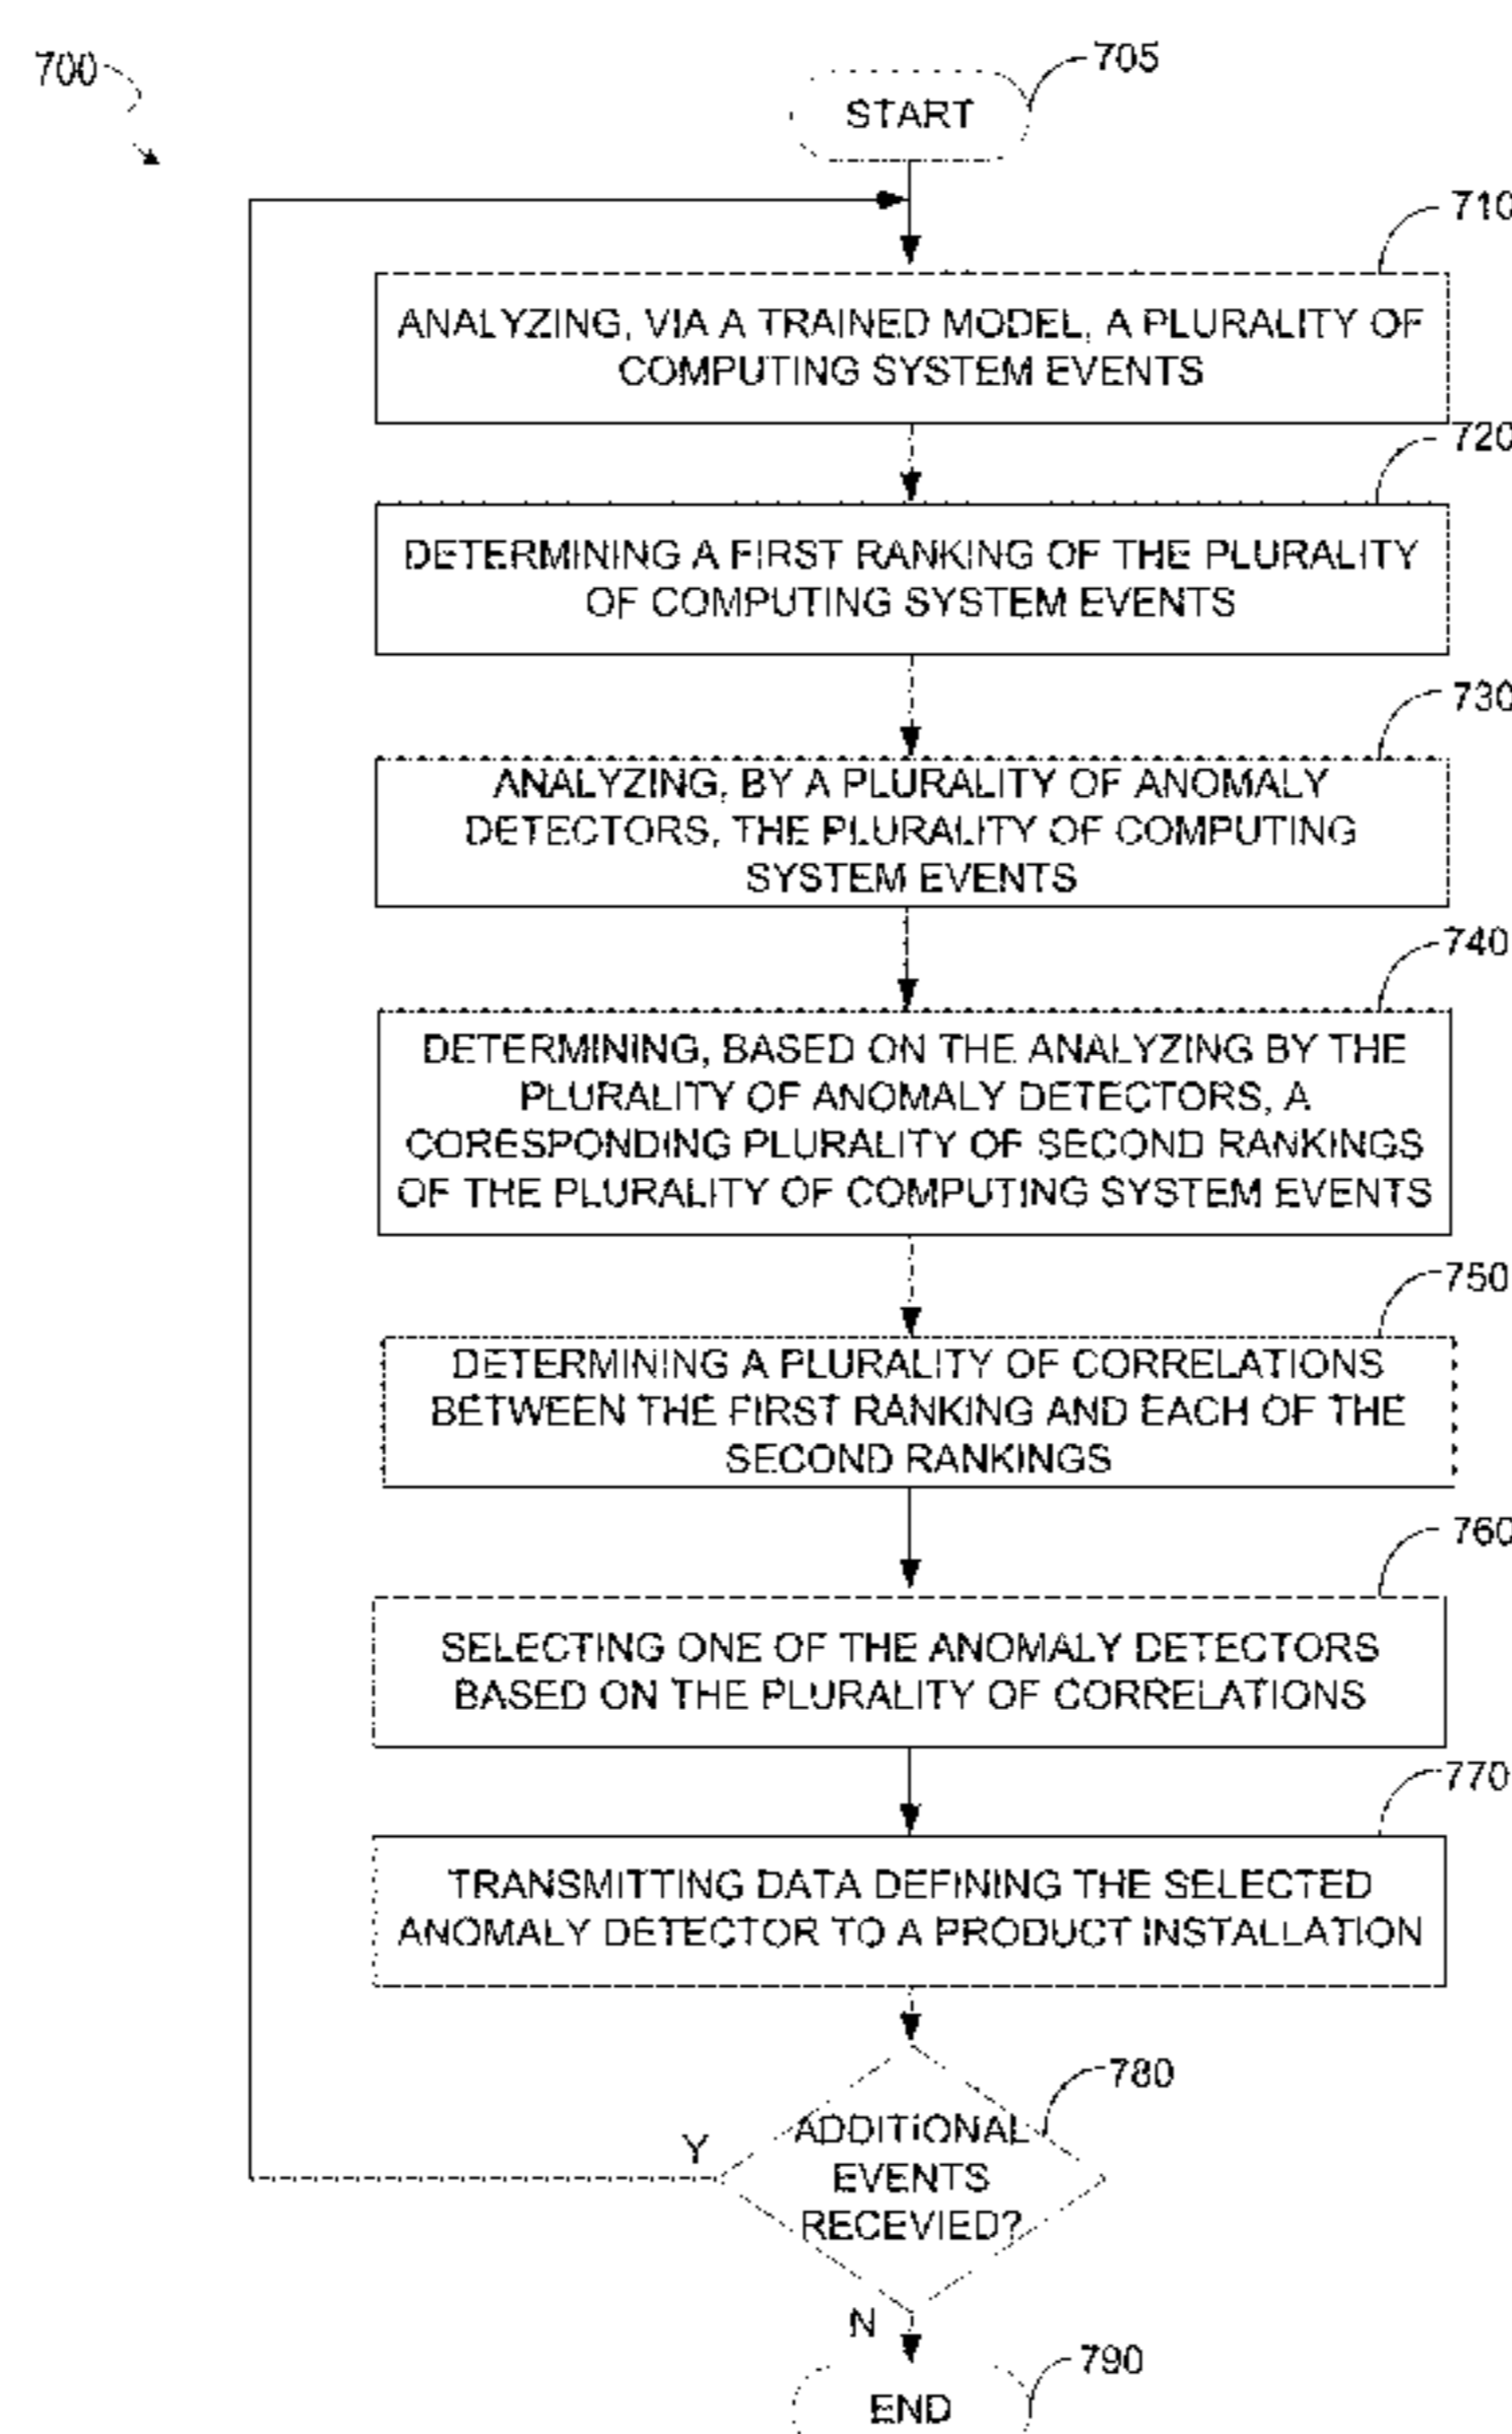 700
705
START
710
ANALYZING, VIA A TRAINED MODEL, A PLURALITY OF
COMPUTING SYSTEM EVENTS
720
DETERMINING A FIRST RANKING OF THE PLURALITY
OF COMPUTING SYSTEM EVENTS
730
ANALYZING, BY A PLURALITY OF ANOMALY
DETECTORS, THE PLURALITY OF COMPUTING
SYSTEM EVENTS
740
DETERMINING, BASED ON THE ANALYZING BY THE
PLURALITY OF ANOMALY DETECTORS, A
CORESPONDING PLURALITY OF SECOND RANKINGS
OF THE PLURALITY OF COMPUTING SYSTEM EVENTS
750
DETERMINING A PLURALITY OF CORRELATIONS
BETWEEN THE FIRST RANKING AND EACH OF THE
SECOND RANKINGS
760
SELECTING ONE OF THE ANOMALY DETECTORS
BASED ON THE PLURALITY OF CORRELATIONS
770
TRANSMITTING DATA DEFINING THE SELECTED
ANOMALY DETECTOR TO A PRODUCT INSTALLATION
780
Y
ADDITIONAL
EVENTS
RECEVIED?
N
790
END